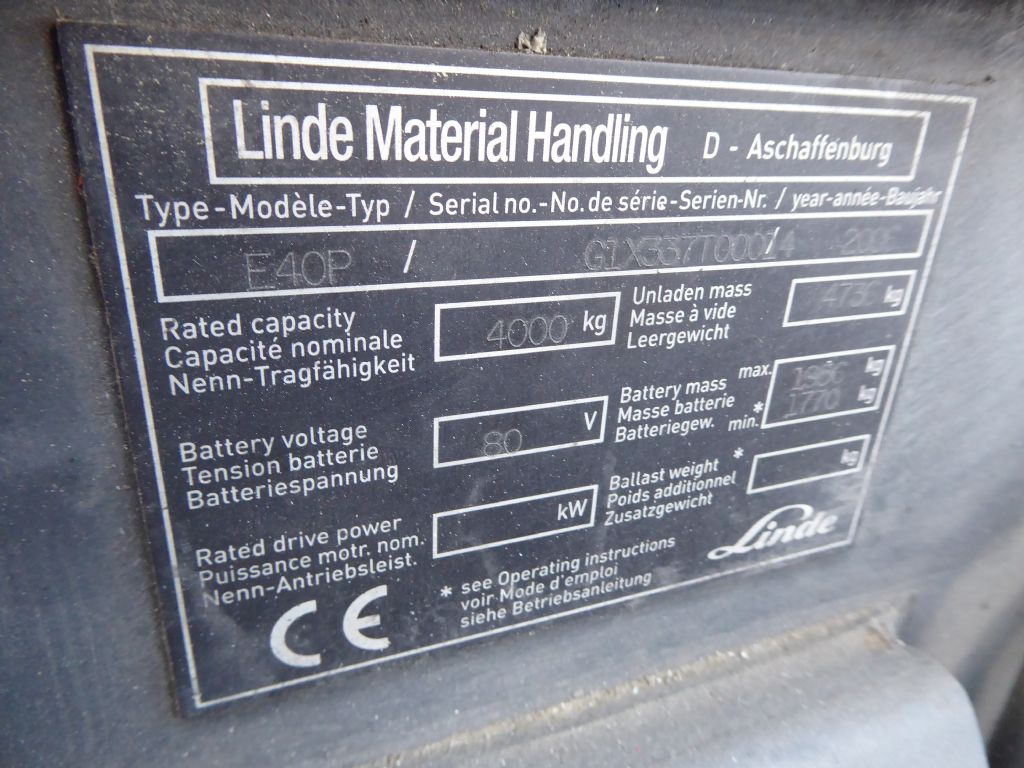 Linde Material Handling D - Aschaffenburg
Type-Modèle-Typ / Serial no.-No. de série-Serien-Nr. / year-année-Baujahr
E40P / /
Rated capacity
Capacité nominale
Nenn-Tragfähigkeit
4000 kg
Unladen mass
Masse à vide
Leergewicht
kg
Battery voltage
Tension batterie
Batteriespannung
80 V
Battery mass
Masse batterie
Batteriegew.
max. kg
min. * 1770 kg
Rated drive power
Puissance motr. nom.
Nenn-Antriebsleist.
kW
Ballast weight *
Poids additionnel
Zusatzgewicht
kg
CE
* see Operating instructions
voir Mode d'emploi
siehe Betriebsanleitung
Linde